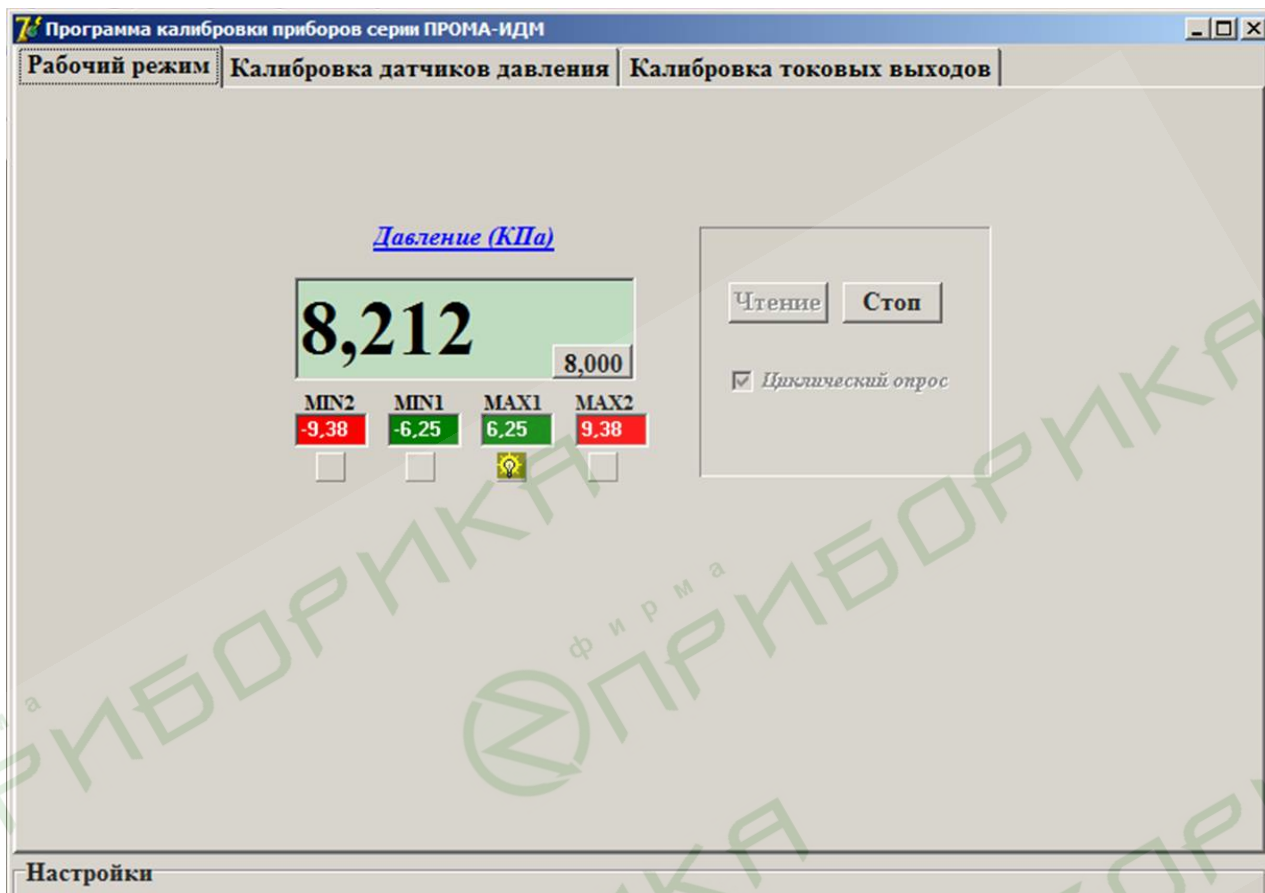 Программа калибровки приборов серии ПРОМА-ИДМ
Рабочий режим Калибровка датчиков давления Калибровка токовых выходов
Давление (КПа)
8,212
8,000
MIN2 MIN1 MAX1 MAX2
-9,38 -6,25 6,25 9,38
Чтение Стоп
Циклический опрос
фирма
ПРИБОРИКА
Настройки